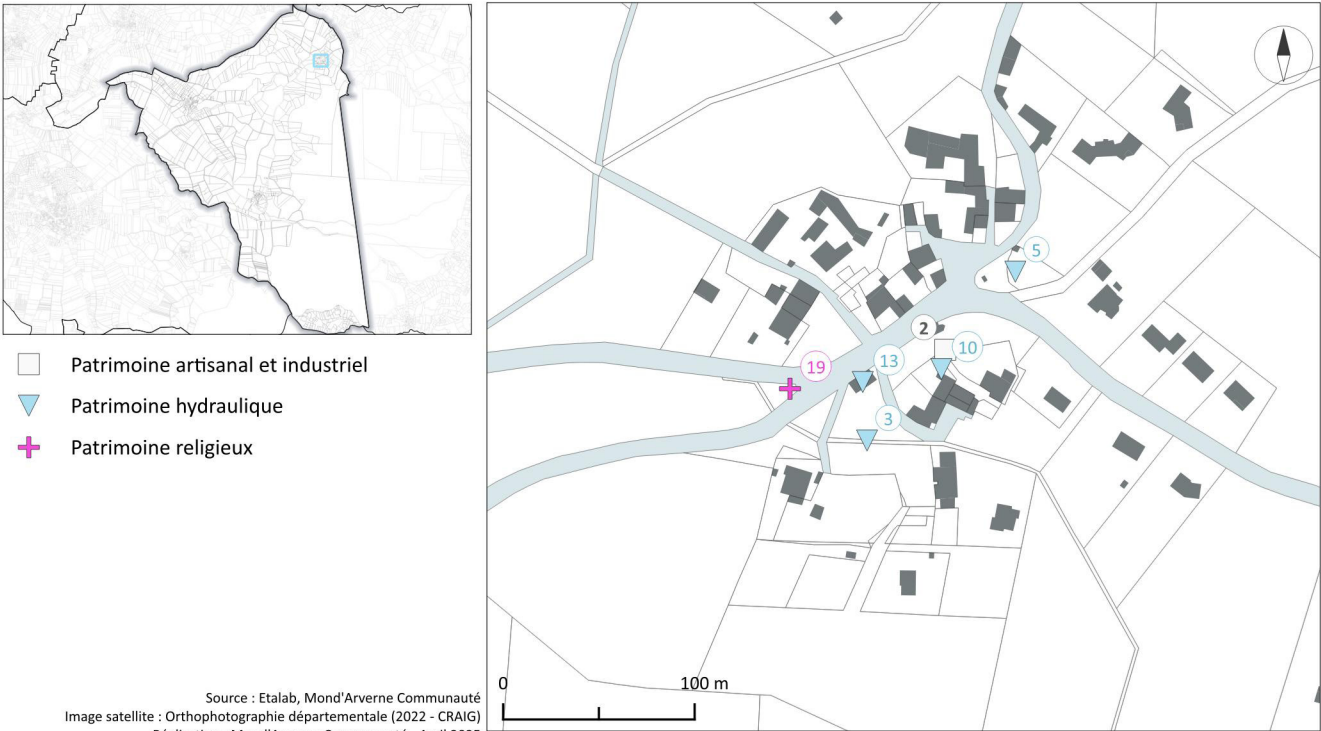 Patrimoine artisanal et industriel
Patrimoine hydraulique
Patrimoine religieux
Source : Etalab, Mond'Arverne Communauté
Image satellite : Orthophotographie départementale (2022 - CRAIG)
5
2
10
13
19
3
0 100 m